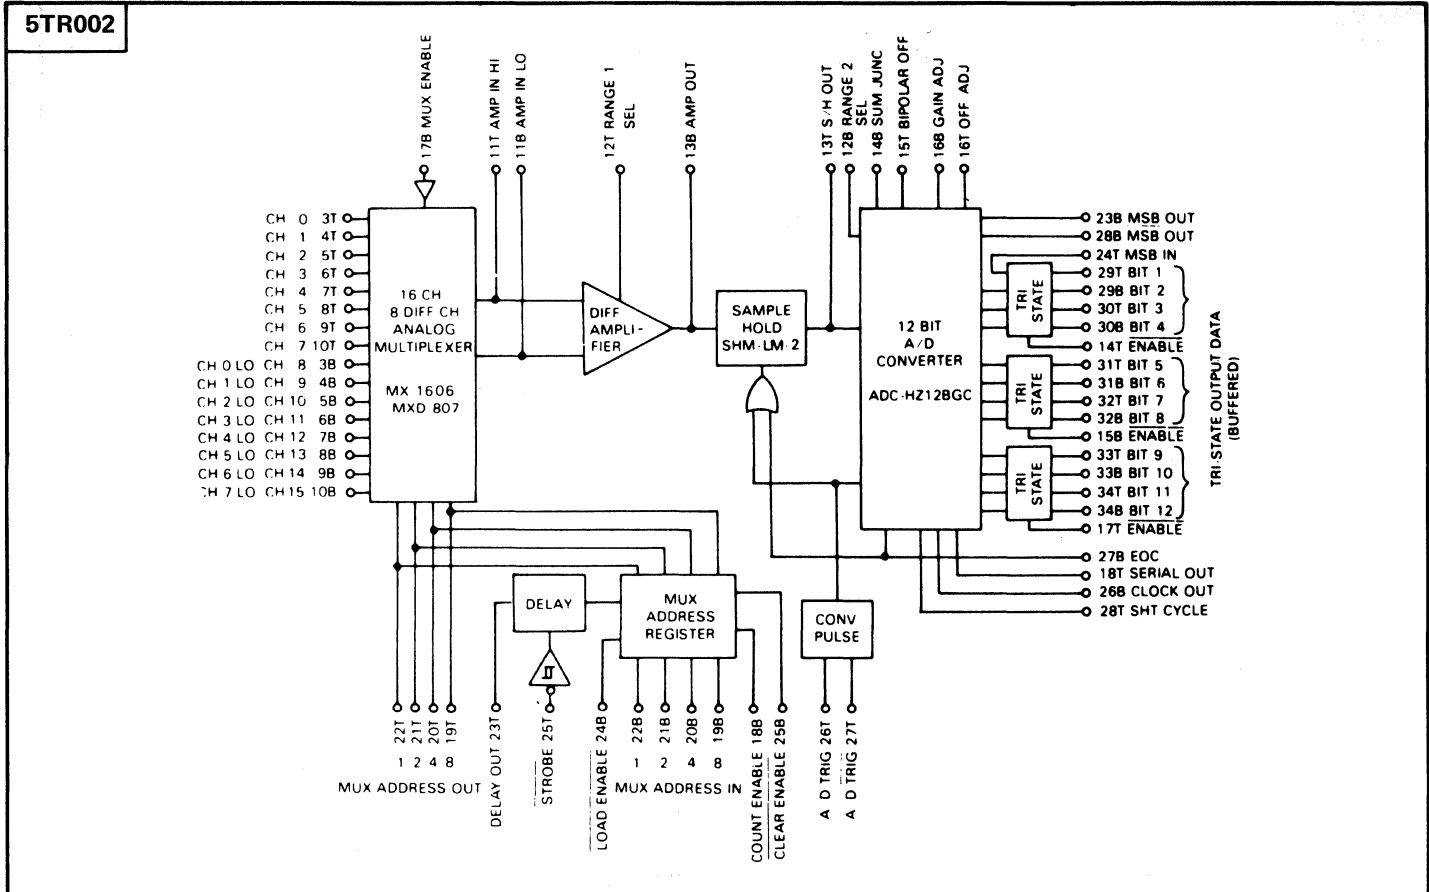 5TR002
17B MUX ENABLE
11T AMP IN HI
11B AMP IN LO
12T RANGE 1
SEL
13B AMP OUT
13T S/H OUT
12B RANGE 2
SEL
14B SUM JUNC
15T BIPOLAR OFF
16B GAIN ADJ
16T OFF ADJ
CH 0 3T
CH 1 4T
CH 2 5T
CH 3 6T
CH 4 7T
CH 5 8T
CH 6 9T
CH 7 10T
CH 0 LO CH 8 3B
CH 1 LO CH 9 4B
CH 2 LO CH 10 5B
CH 3 LO CH 11 6B
CH 4 LO CH 12 7B
CH 5 LO CH 13 8B
CH 6 LO CH 14 9B
CH 7 LO CH 15 10B
16 CH
8 DIFF CH
ANALOG
MULTIPLEXER
MX 1606
MXD 807
DIFF
AMPLI-
FIER
SAMPLE
HOLD
SHM-LM-2
12 BIT
A/D
CONVERTER
ADC-HZ12BGC
23B MSB OUT
28B MSB OUT
24T MSB IN
29T BIT 1
29B BIT 2
30T BIT 3
30B BIT 4
14T ENABLE
31T BIT 5
31B BIT 6
32T BIT 7
32B BIT 8
15B ENABLE
33T BIT 9
33B BIT 10
34T BIT 11
34B BIT 12
17T ENABLE
TRI
STATE
TRI
STATE
TRI
STATE
TRI-STATE OUTPUT DATA
(BUFFERED)
27B EOC
18T SERIAL OUT
26B CLOCK OUT
28T SHT CYCLE
DELAY
MUX
ADDRESS
REGISTER
CONV
PULSE
22T 21T 20T 19T
1 2 4 8
MUX ADDRESS OUT
DELAY OUT 23T
STROBE 25T
LOAD ENABLE 24B
22B 21B 20B 19B
1 2 4 8
MUX ADDRESS IN
COUNT ENABLE 18B
CLEAR ENABLE 25B
A D TRIG 26T
A D TRIG 27T